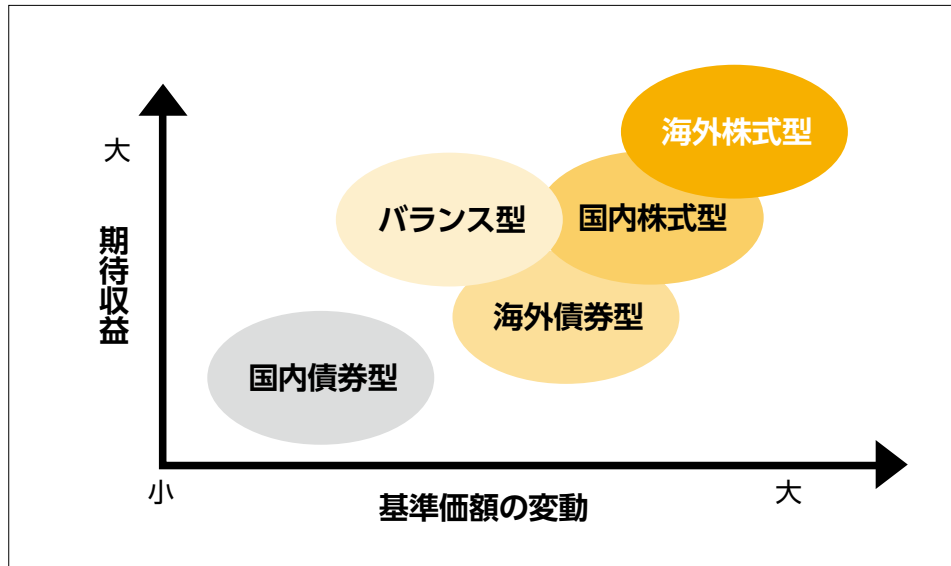 海外株式型
大
バランス型
国内株式型
期待収益
海外債券型
国内債券型
小
大
基準価額の変動